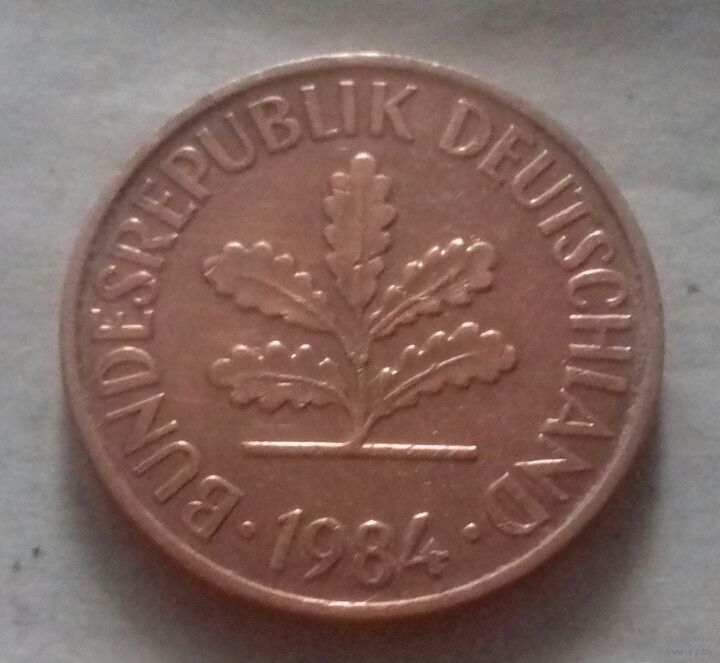 BUNDESREPUBLIK DEUTSCHLAND
· 1984 ·